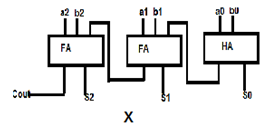 a2 b2 a1 b1 a0 b0
FA FA HA
Cout S2 S1 S0
X